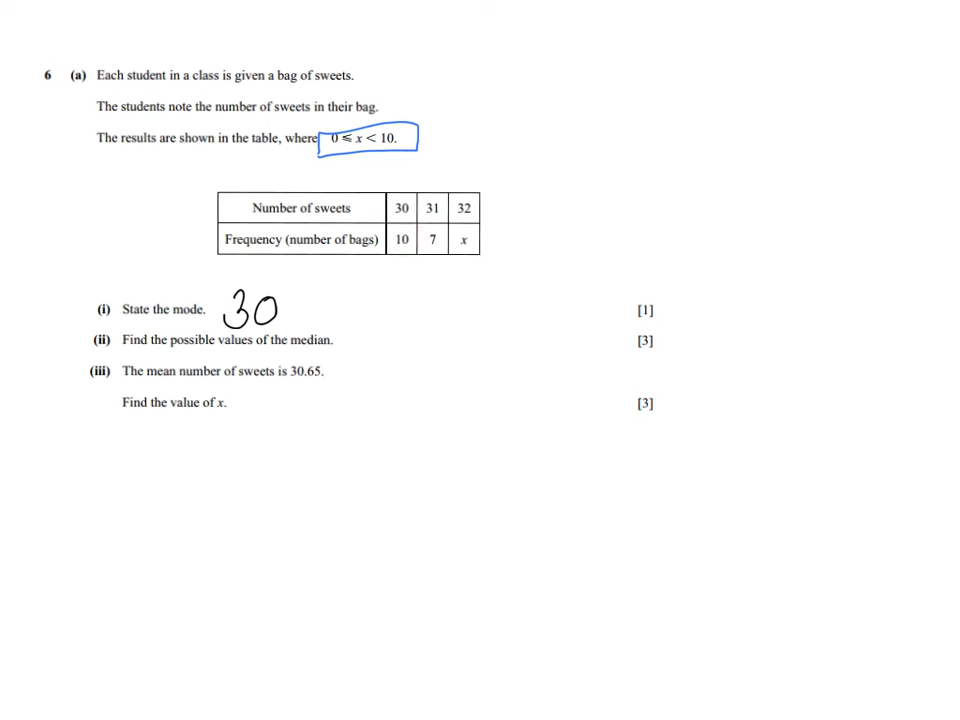 6 (a) Each student in a class is given a bag of sweets.
The students note the number of sweets in their bag.
The results are shown in the table, where 0 ⩽ x < 10.
Number of sweets 30 31 32
Frequency (number of bags) 10 7 x
(i) State the mode. 30 [1]
(ii) Find the possible values of the median. [3]
(iii) The mean number of sweets is 30.65.
Find the value of x. [3]